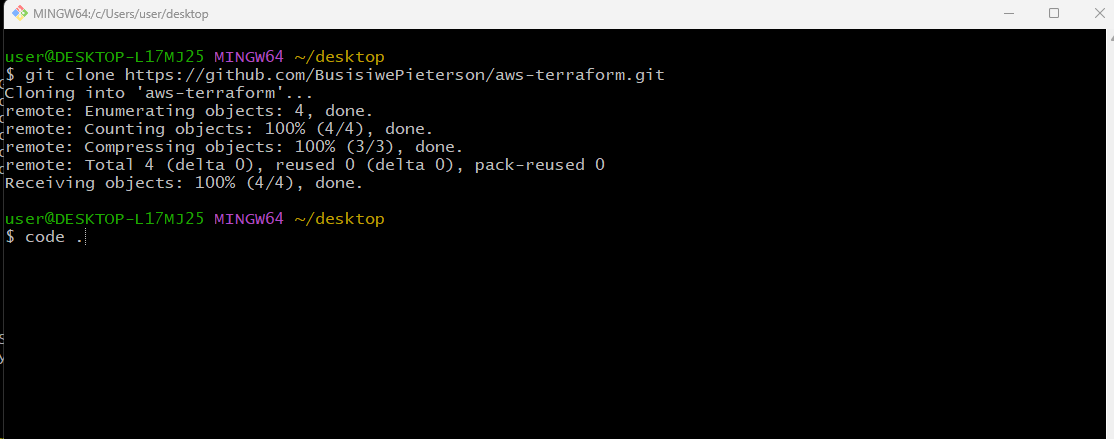 MINGW64:/c/Users/user/desktop
user@DESKTOP-L17MJ25 MINGW64 ~/desktop
$ git clone https://github.com/BusisiwePieterson/aws-terraform.git
Cloning into 'aws-terraform'...
remote: Enumerating objects: 4, done.
remote: Counting objects: 100% (4/4), done.
remote: Compressing objects: 100% (3/3), done.
remote: Total 4 (delta 0), reused 0 (delta 0), pack-reused 0
Receiving objects: 100% (4/4), done.
user@DESKTOP-L17MJ25 MINGW64 ~/desktop
$ code .